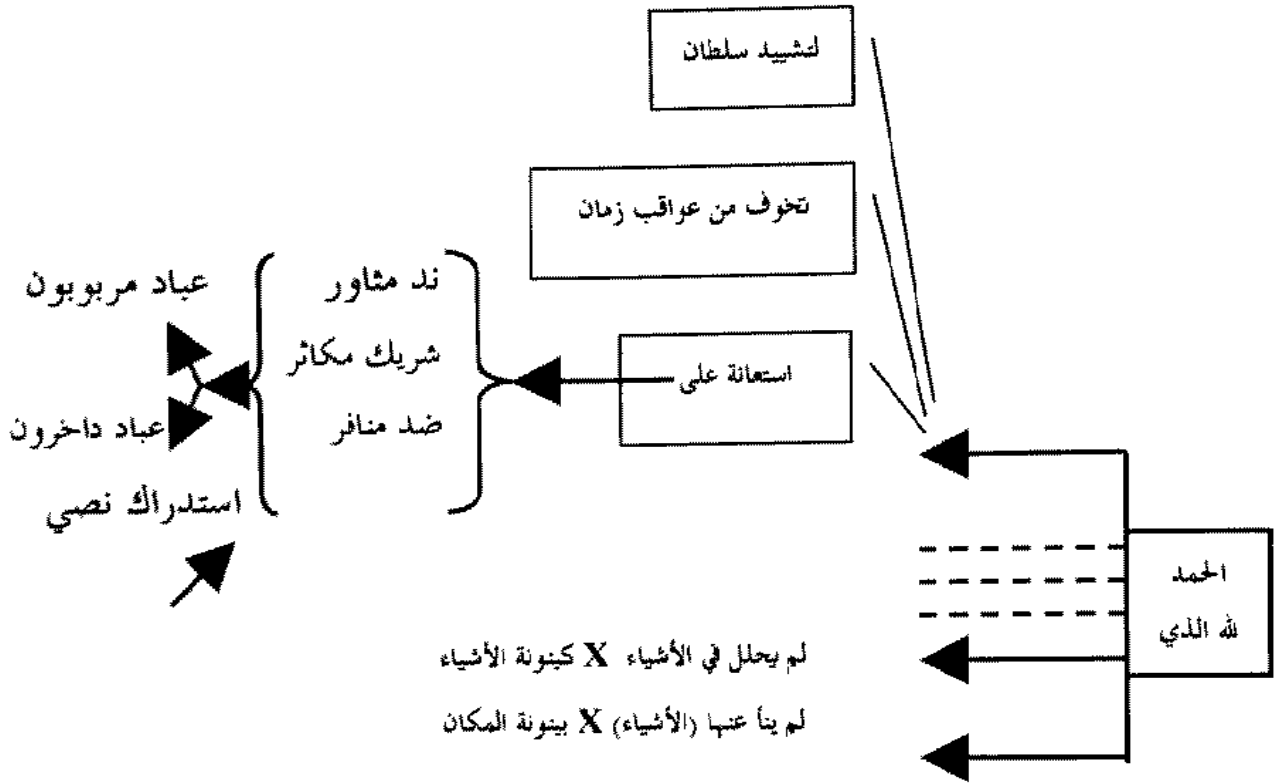 لتشييد سلطان
تخوف من عواقب زمان
استعانة على
ند مثاور
شريك مكاثر
ضد منافر
عباد مربوبون
عباد داخرون
استدراك نصي
الحمد
لله الذي
لم يحلل في الأشياء X كينونة الأشياء
لم ينأ عنها (الأشياء) X بينونة المكان